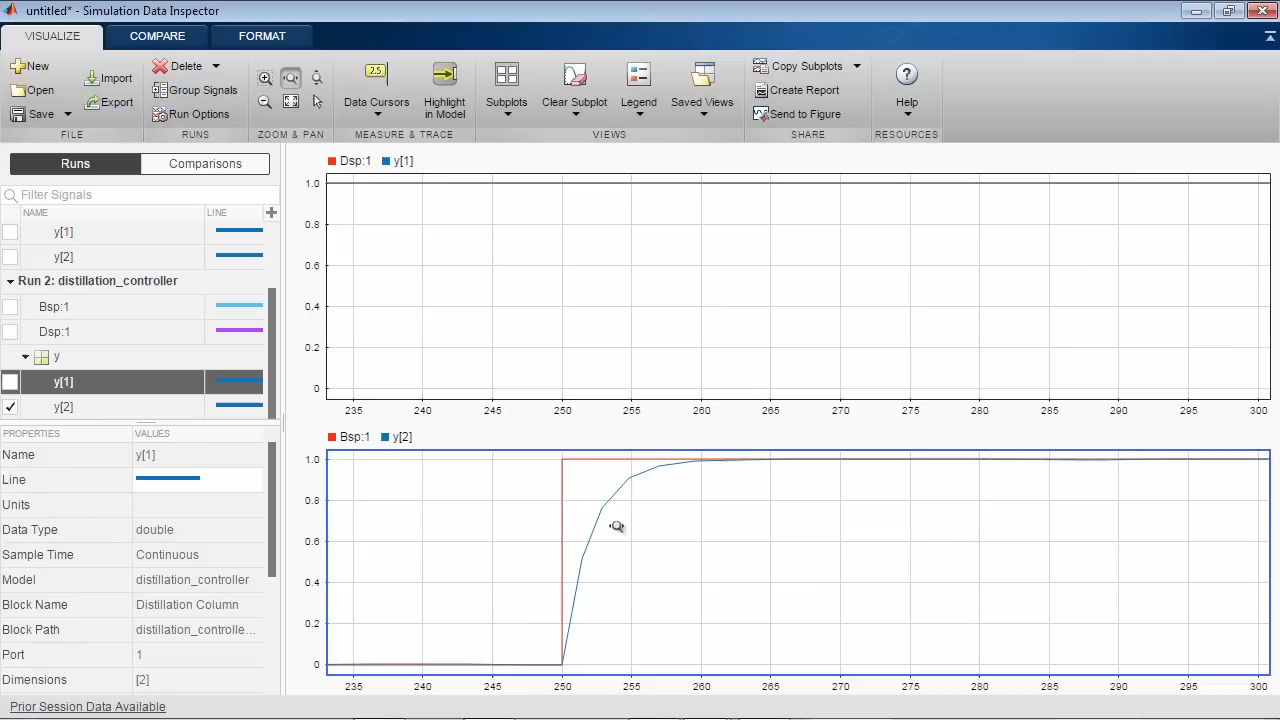 untitled* - Simulation Data Inspector
VISUALIZE COMPARE FORMAT
New
Open
Save
Import
Export
FILE
Delete
Group Signals
Run Options
RUNS
ZOOM & PAN
2.5
Data Cursors
Highlight in Model
MEASURE & TRACE
Subplots
Clear Subplot
Legend
Saved Views
VIEWS
Copy Subplots
Create Report
Send to Figure
SHARE
?
Help
RESOURCES
Runs Comparisons
Filter Signals
NAME LINE
y[1]
y[2]
Run 2: distillation_controller
Bsp:1
Dsp:1
y
y[1]
y[2]
PROPERTIES VALUES
Name y[1]
Line
Units
Data Type double
Sample Time Continuous
Model distillation_controller
Block Name Distillation Column
Block Path distillation_controlle...
Port 1
Dimensions [2]
Prior Session Data Available
Dsp:1 y[1]
1.0
0.8
0.6
0.4
0.2
0
235 240 245 250 255 260 265 270 275 280 285 290 295 300
Bsp:1 y[2]
1.0
0.8
0.6
0.4
0.2
0
235 240 245 250 255 260 265 270 275 280 285 290 295 300